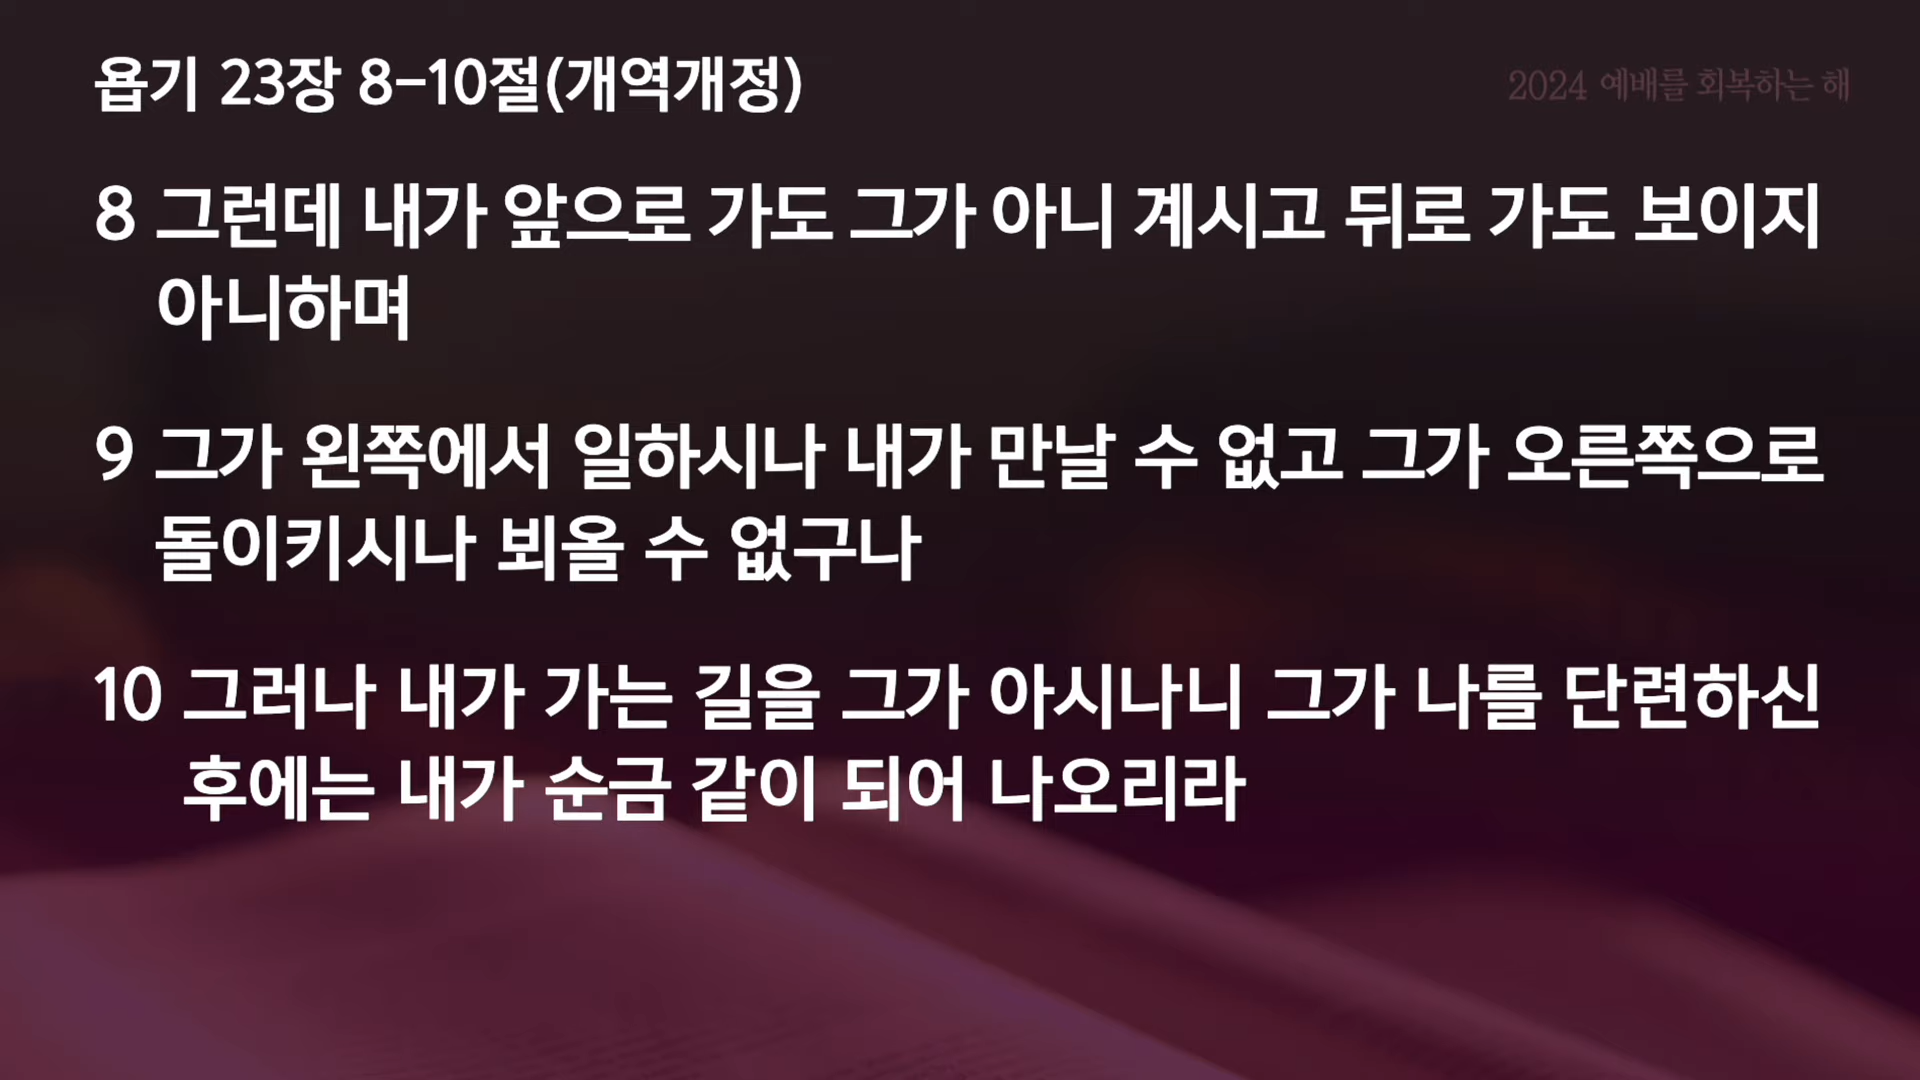 욥기 23장 8-10절(개역개정)
2024 예배를 회복하는 해
8 그런데 내가 앞으로 가도 그가 아니 계시고 뒤로 가도 보이지
아니하며
9 그가 왼쪽에서 일하시나 내가 만날 수 없고 그가 오른쪽으로
돌이키시나 뵈올 수 없구나
10 그러나 내가 가는 길을 그가 아시나니 그가 나를 단련하신
후에는 내가 순금 같이 되어 나오리라